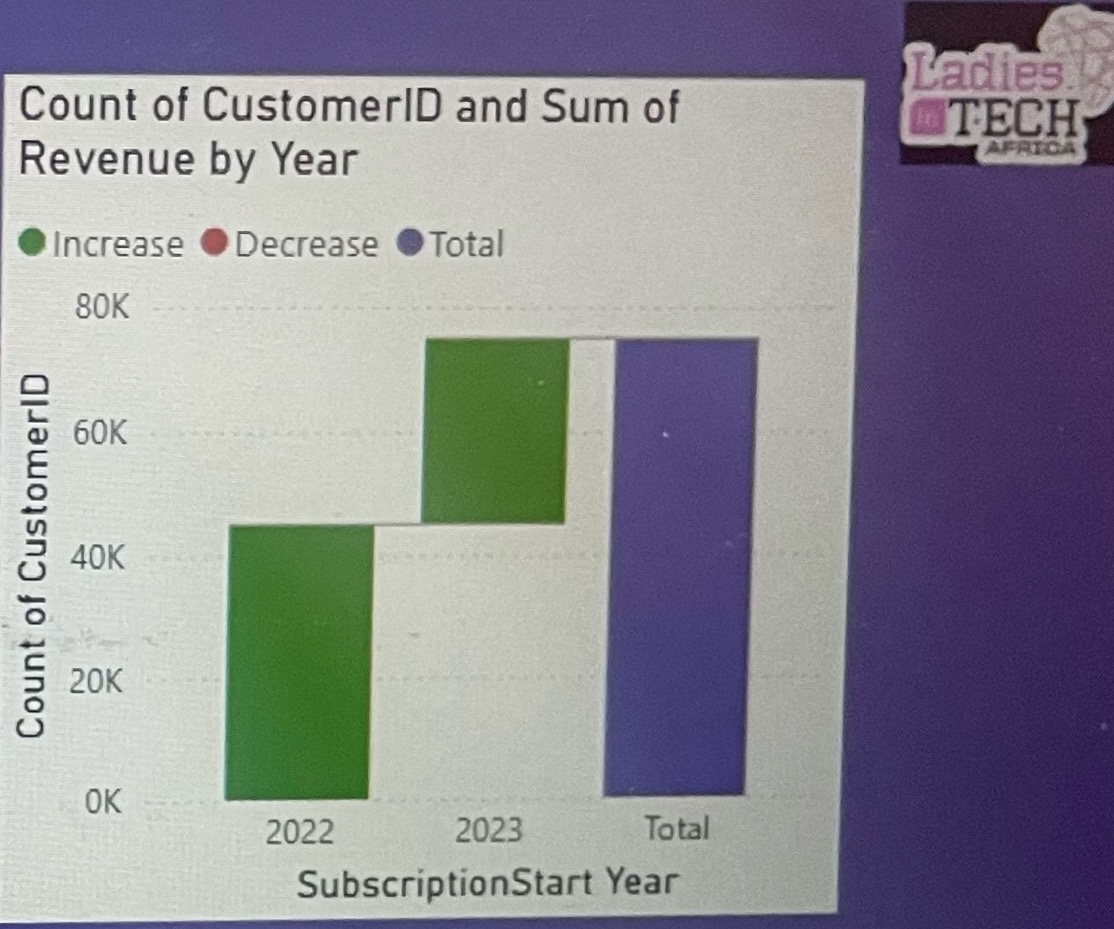 Ladies
in TECH
AFRICA
Count of CustomerID and Sum of
Revenue by Year
Increase Decrease Total
80K
60K
40K
20K
0K
Count of CustomerID
2022 2023 Total
SubscriptionStart Year